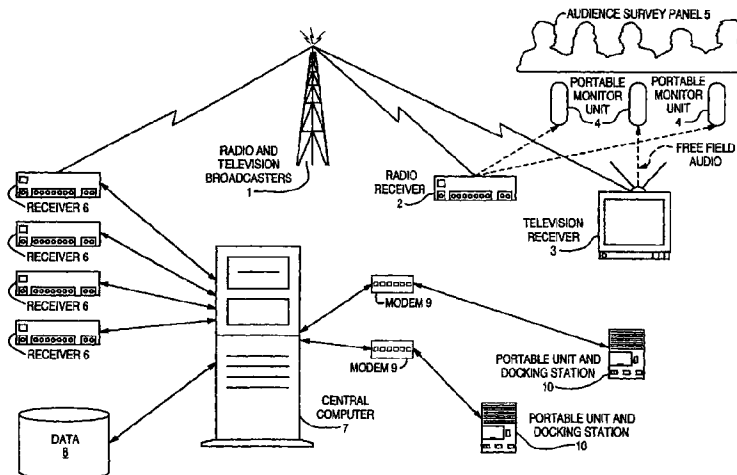 AUDIENCE SURVEY PANEL 5
PORTABLE
MONITOR
UNIT
4
PORTABLE
MONITOR
UNIT
4
FREE FIELD
AUDIO
RADIO AND
TELEVISION
BROADCASTERS
1
RADIO
RECEIVER
2
TELEVISION
RECEIVER
3
RECEIVER 6
RECEIVER 6
RECEIVER 6
RECEIVER 6
MODEM 9
MODEM 9
PORTABLE UNIT AND
DOCKING STATION
10
PORTABLE UNIT AND
DOCKING STATION
10
CENTRAL
COMPUTER
7
DATA
8